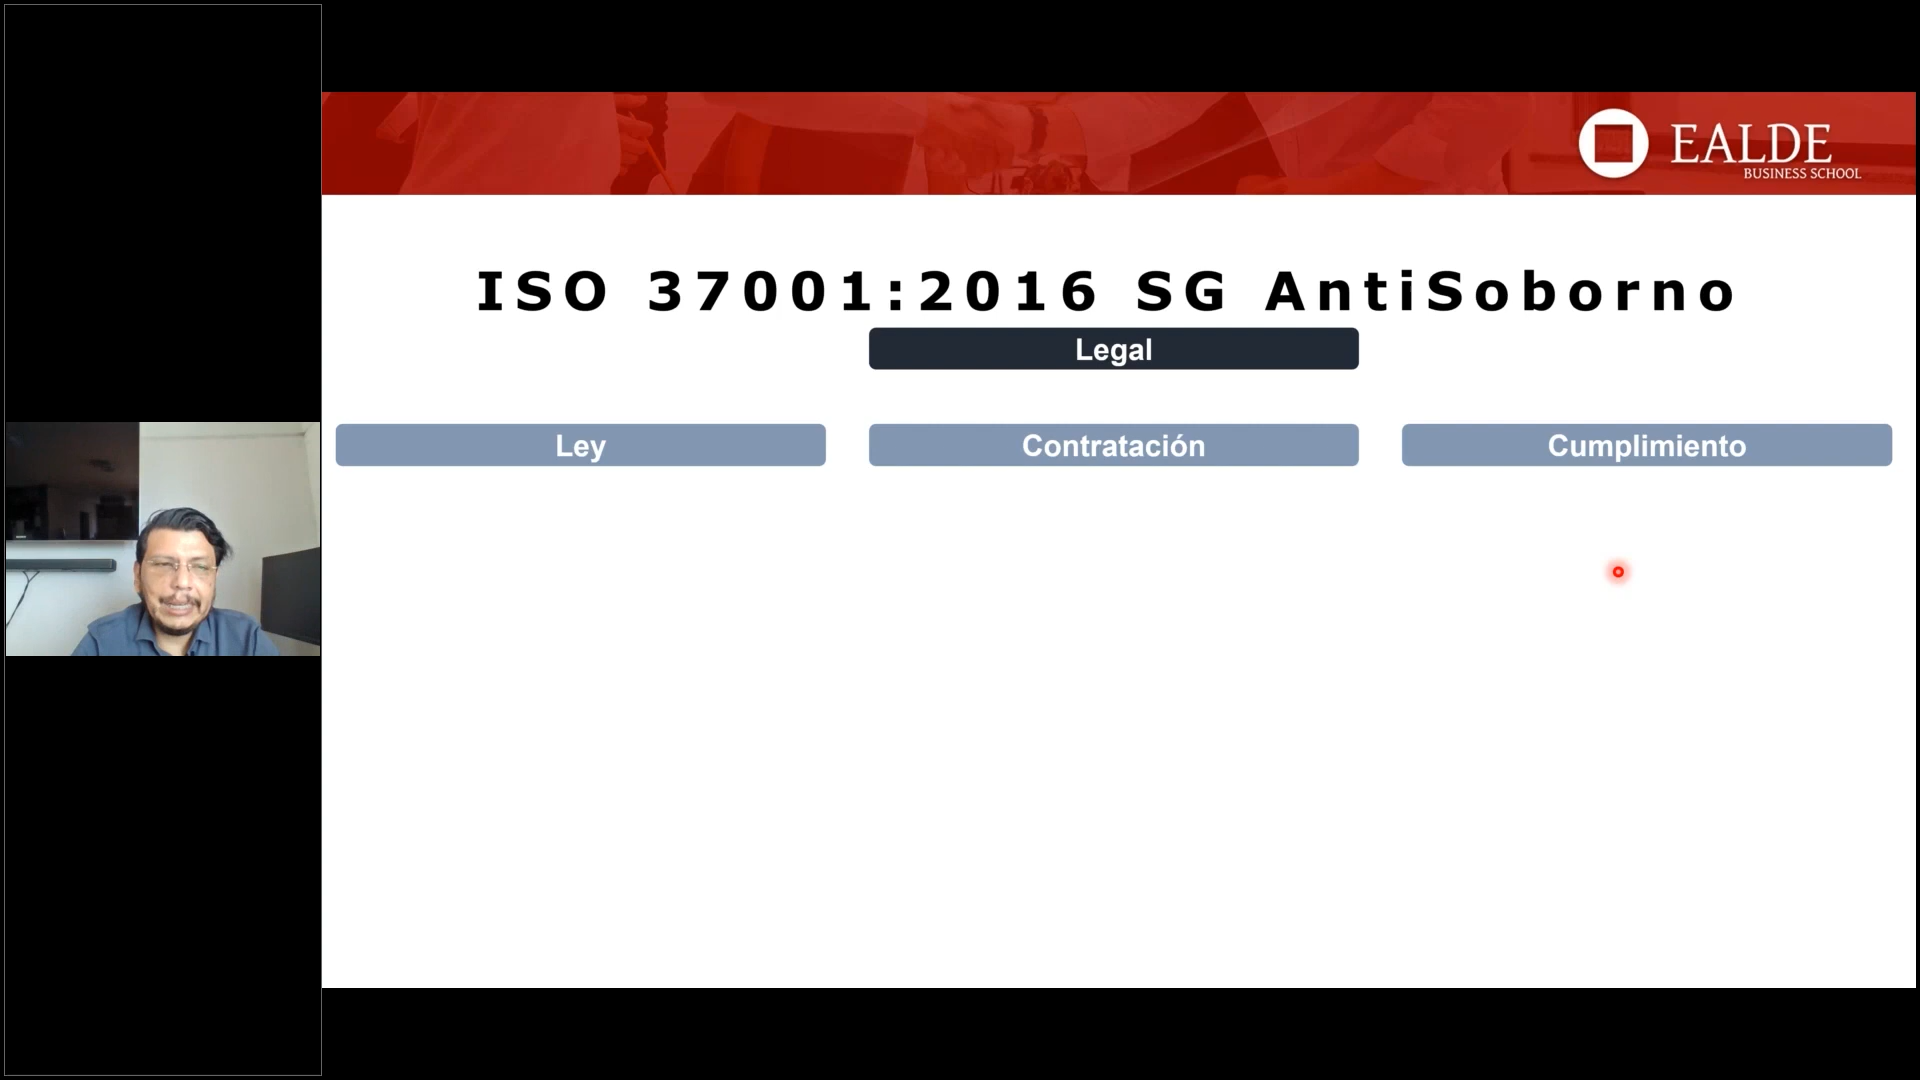 EALDE
BUSINESS SCHOOL
ISO 37001:2016 SG AntiSoborno
Legal
Ley
Contratación
Cumplimiento